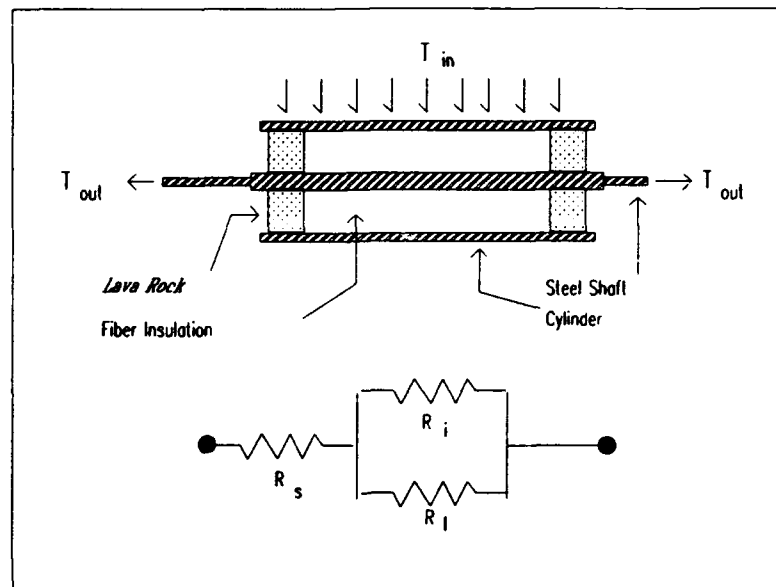 T in
T out
T out
Lava Rock
Fiber Insulation
Steel Shaft
Cylinder
R i
R s
R l